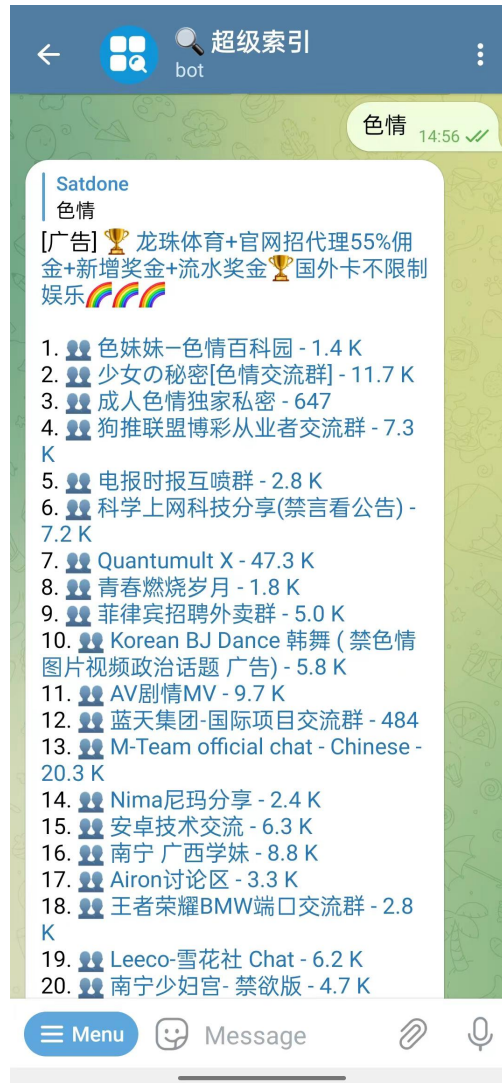 超级索引
bot
色情 14:56
Satdone
色情
[广告] 🏆 龙珠体育+官网招代理55%佣
金+新增奖金+流水奖金🏆国外卡不限制
娱乐🌈🌈🌈
1. 👥 色妹妹—色情百科园 - 1.4 K
2. 👥 少女の秘密[色情交流群] - 11.7 K
3. 👥 成人色情独家私密 - 647
4. 👥 狗推联盟博彩从业者交流群 - 7.3
K
5. 👥 电报时报互喷群 - 2.8 K
6. 👥 科学上网科技分享(禁言看公告) -
7.2 K
7. 👥 Quantumult X - 47.3 K
8. 👥 青春燃烧岁月 - 1.8 K
9. 👥 菲律宾招聘外卖群 - 5.0 K
10. 👥 Korean BJ Dance 韩舞 ( 禁色情
图片视频政治话题 广告) - 5.8 K
11. 👥 AV剧情MV - 9.7 K
12. 👥 蓝天集团-国际项目交流群 - 484
13. 👥 M-Team official chat - Chinese -
20.3 K
14. 👥 Nima尼玛分享 - 2.4 K
15. 👥 安卓技术交流 - 6.3 K
16. 👥 南宁 广西学妹 - 8.8 K
17. 👥 Airon讨论区 - 3.3 K
18. 👥 王者荣耀BMW端口交流群 - 2.8
K
19. 👥 Leeco-雪花社 Chat - 6.2 K
20. 👥 南宁少妇宫- 禁欲版 - 4.7 K
Menu
Message